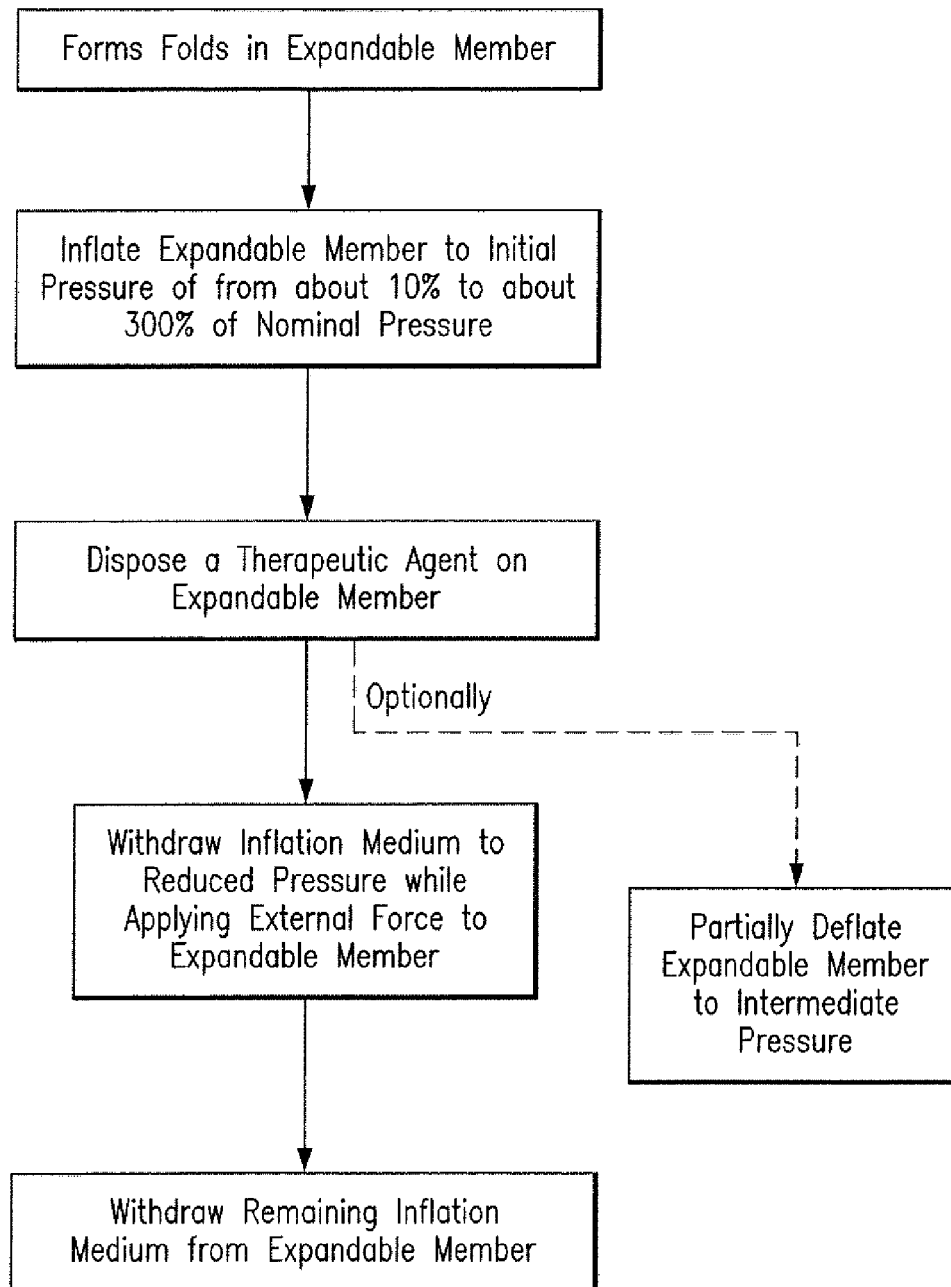 Forms Folds in Expandable Member
Inflate Expandable Member to Initial
Pressure of from about 10% to about
300% of Nominal Pressure
Dispose a Therapeutic Agent on
Expandable Member
Optionally
Withdraw Inflation Medium to
Reduced Pressure while
Applying External Force to
Expandable Member
Partially Deflate
Expandable Member
to Intermediate
Pressure
Withdraw Remaining Inflation
Medium from Expandable Member